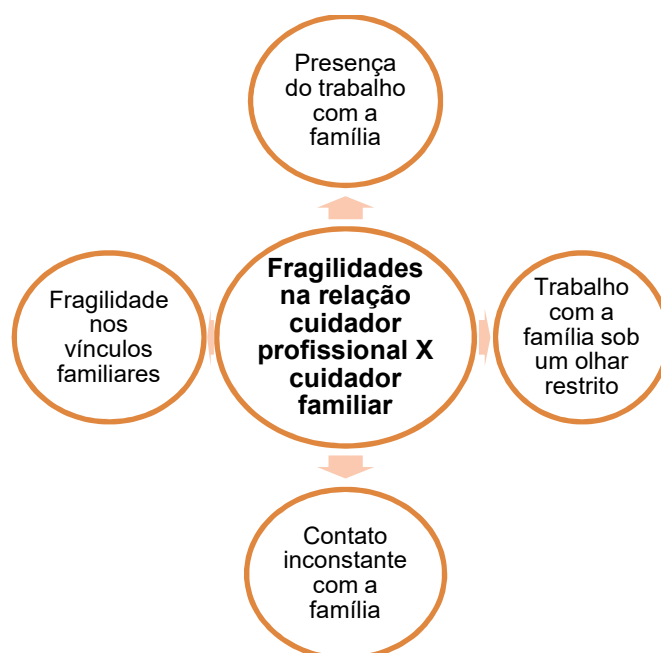 Presença
do trabalho
com a
família
Fragilidade
nos
vínculos
familiares
Fragilidades
na relação
cuidador
profissional X
cuidador
familiar
Trabalho
com a
família sob
um olhar
restrito
Contato
inconstante
com a
família